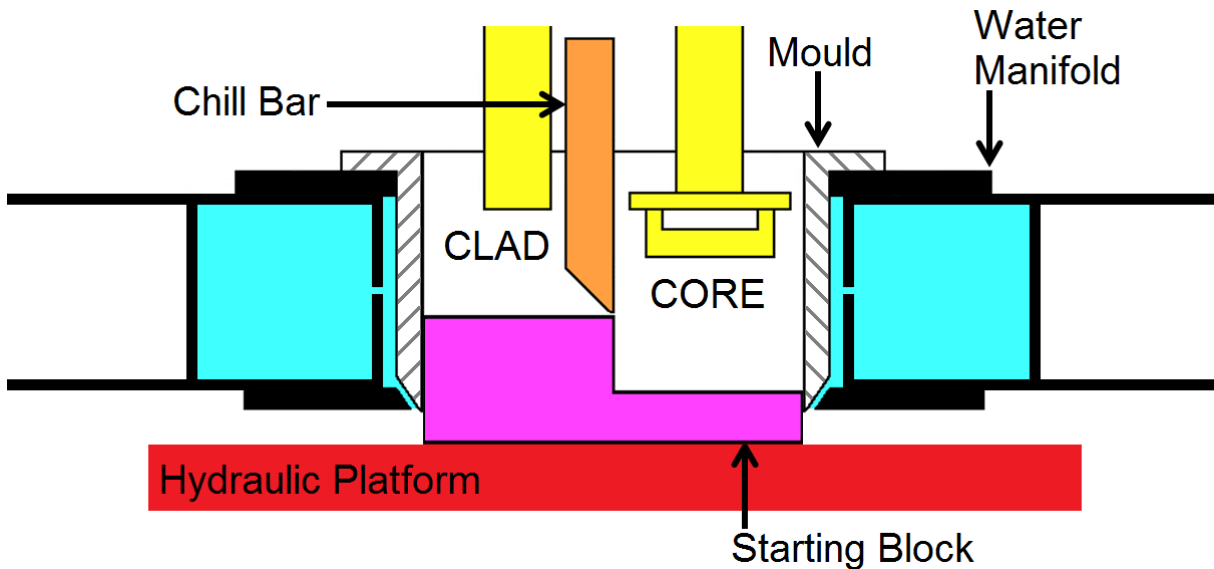 Water
Manifold
Mould
Chill Bar
CLAD
CORE
Hydraulic Platform
Starting Block